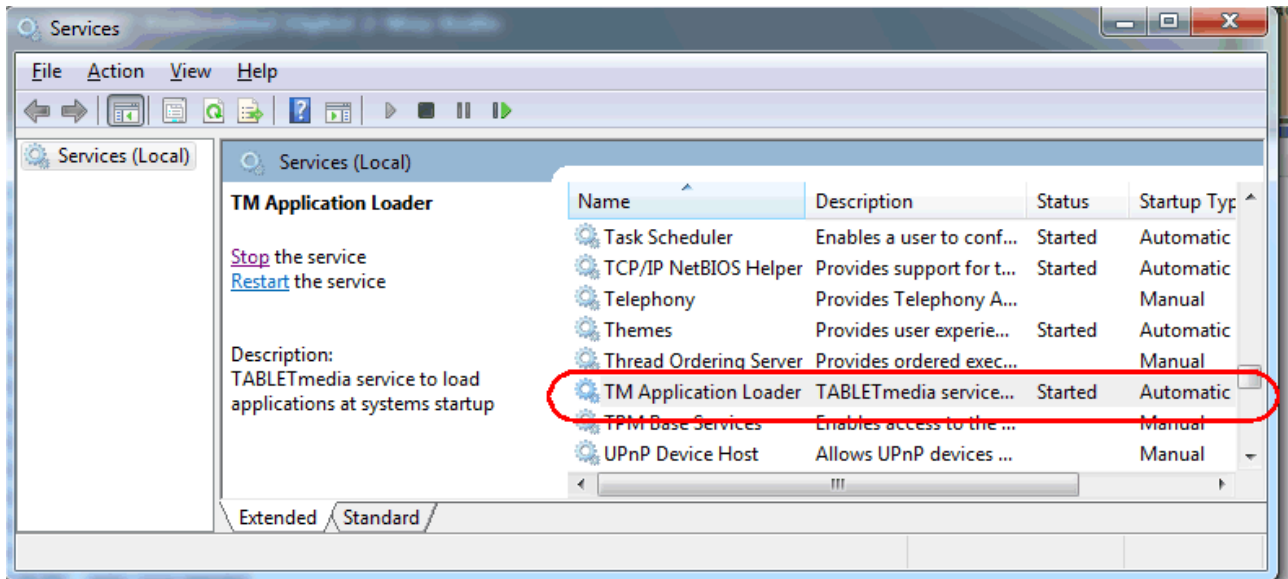 Services
File Action View Help
Services (Local)
Services (Local)
TM Application Loader
Stop the service
Restart the service
Description:
TABLETmedia service to load
applications at systems startup
Name Description Status Startup Typ
Task Scheduler Enables a user to conf... Started Automatic
TCP/IP NetBIOS Helper Provides support for t... Started Automatic
Telephony Provides Telephony A... Manual
Themes Provides user experie... Started Automatic
Thread Ordering Server Provides ordered exec... Manual
TM Application Loader TABLETmedia service... Started Automatic
TPM Base Services Enables access to the ... Manual
UPnP Device Host Allows UPnP devices ... Manual
Extended Standard